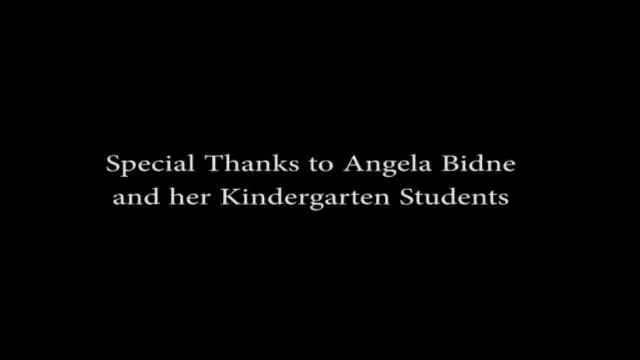 Special Thanks to Angela Bidne
and her Kindergarten Students